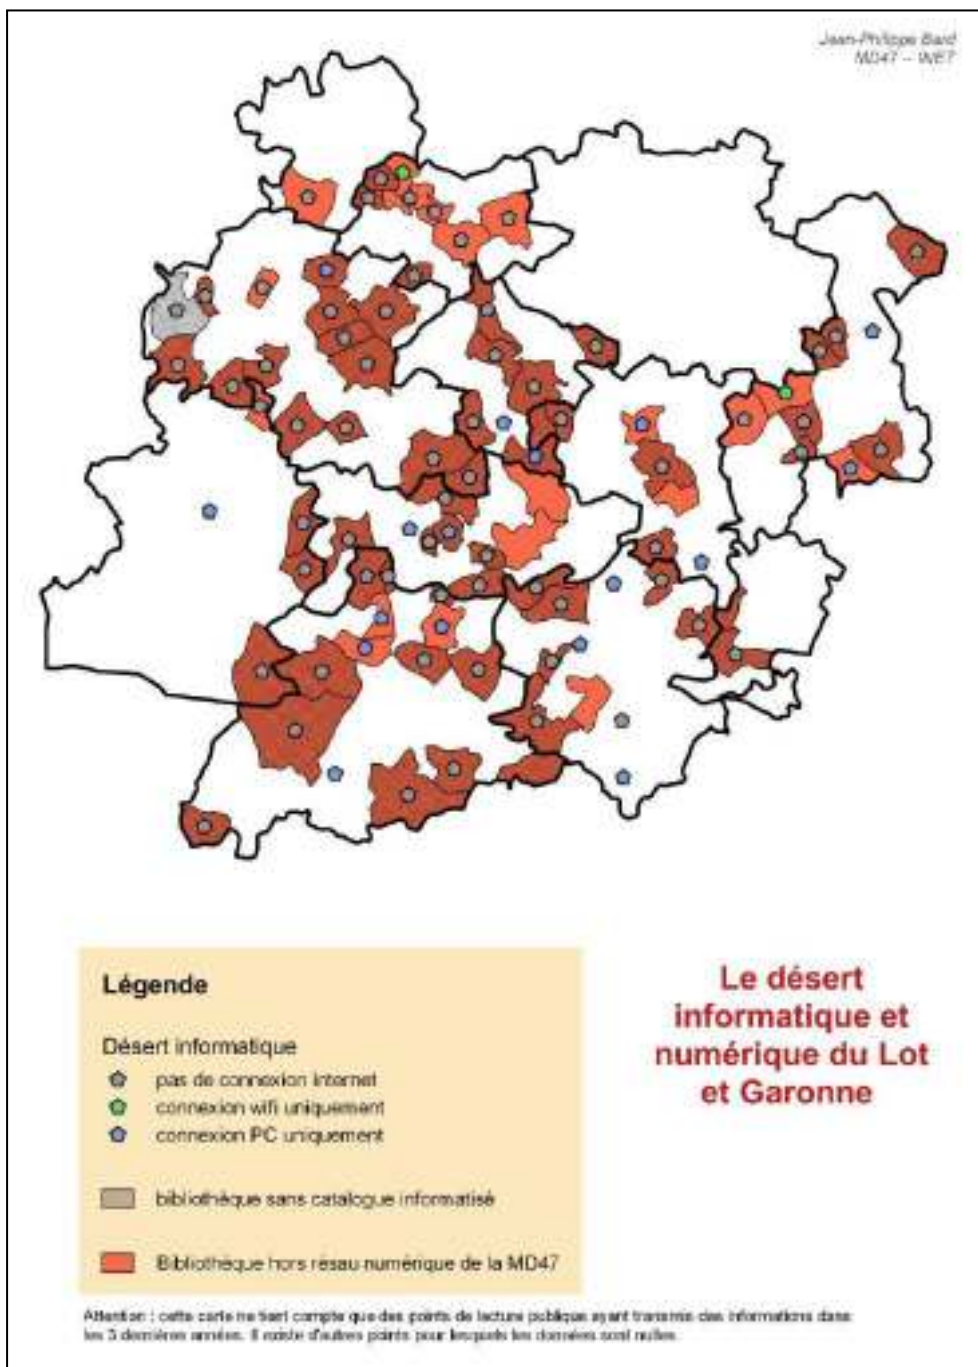 Jean-Philippe Bard
MD47 – INET
Légende
Désert informatique
pas de connexion Internet
connexion wifi uniquement
connexion PC uniquement
bibliothèque sans catalogue informatisé
Bibliothèque hors résau numérique de la MD47
Le désert
informatique et
numérique du Lot
et Garonne
Attention : cette carte ne tient compte que des points de lecture publique ayant transmis des informations dans
les 3 dernières années. Il existe d'autres points pour lesquels les données sont nulles.